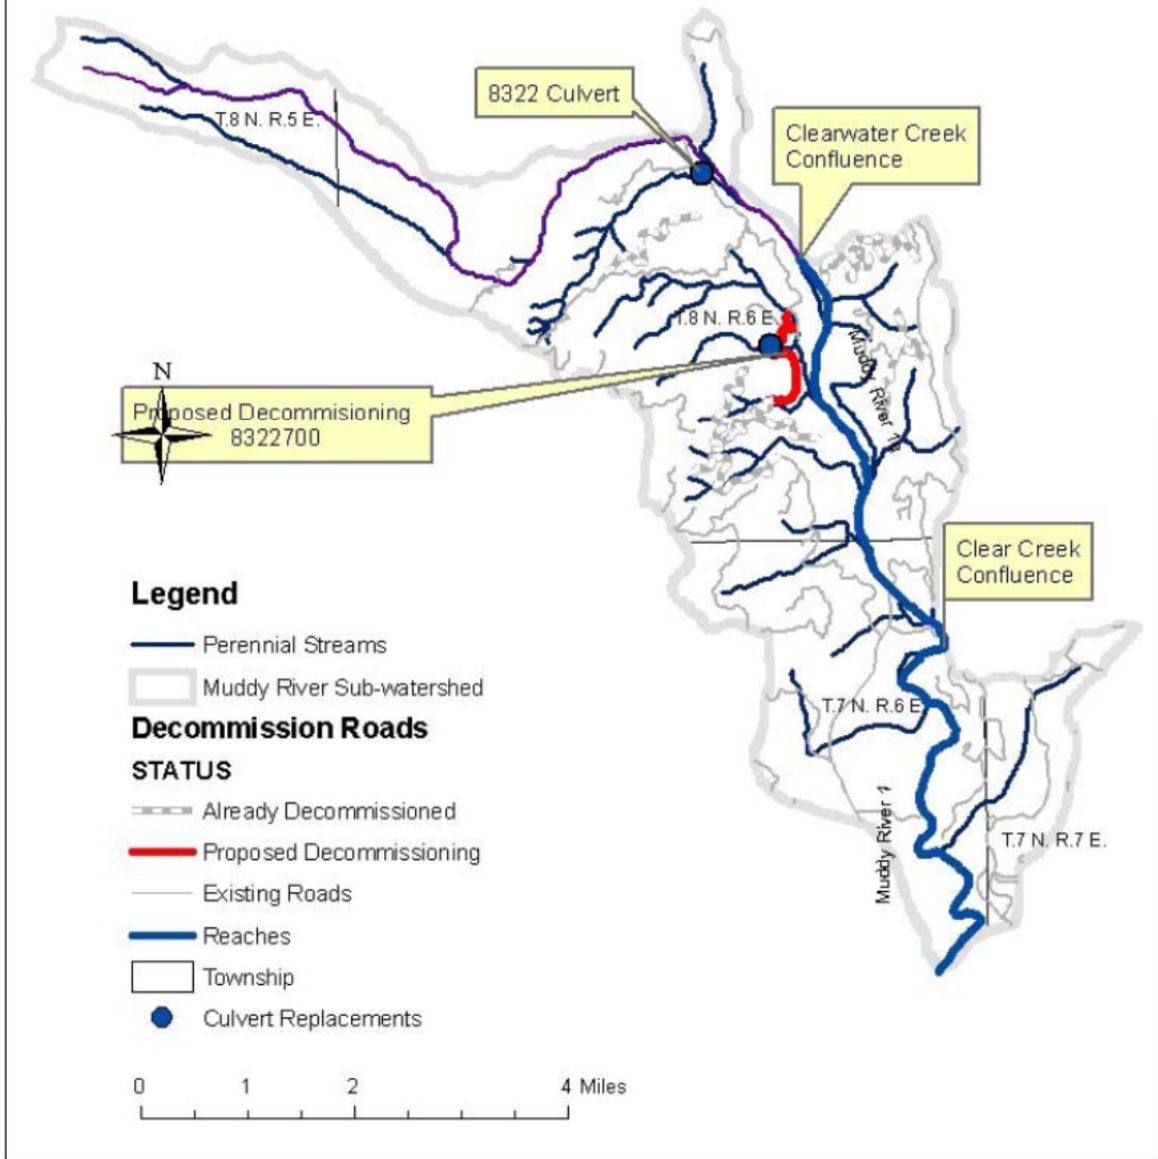 8322 Culvert
Clearwater Creek
Confluence
T.8 N. R.5 E.
T.8 N. R.6 E
Muddy River 1
N
Proposed Decommisioning
8322700
Clear Creek
Confluence
T.7 N. R.6 E
Muddy River 1
T.7 N. R.7 E.
Legend
Perennial Streams
Muddy River Sub-watershed
Decommission Roads
STATUS
Already Decommissioned
Proposed Decommissioning
Existing Roads
Reaches
Township
Culvert Replacements
0 1 2 4 Miles